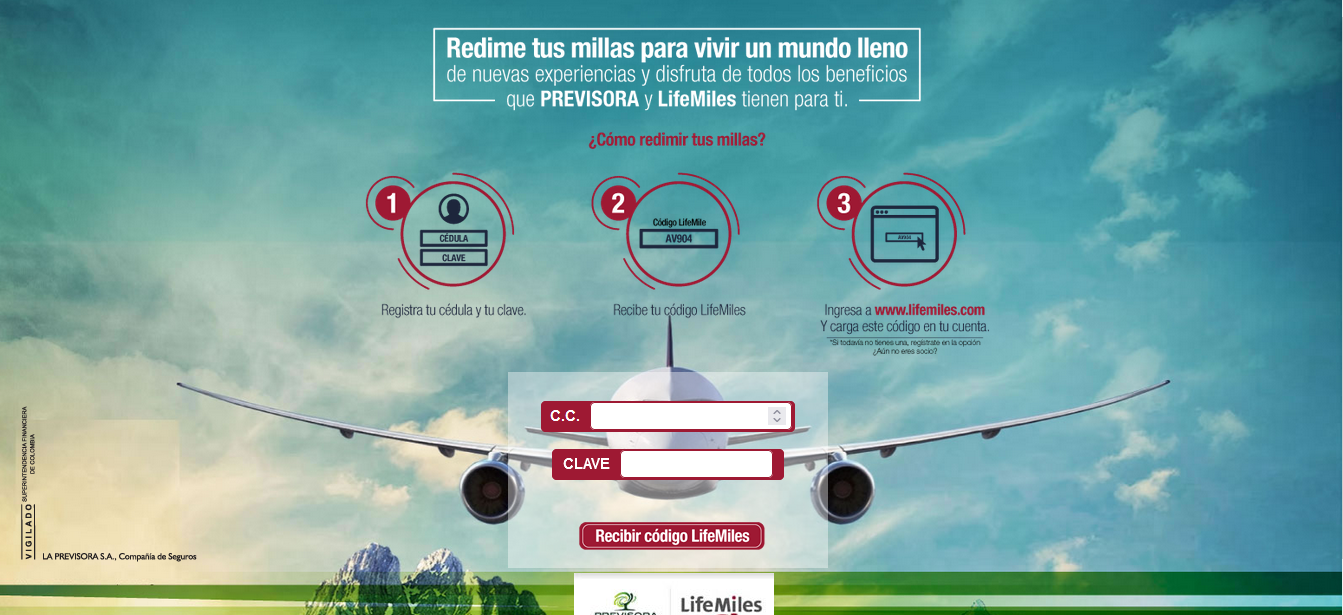 Redime tus millas para vivir un mundo lleno
de nuevas experiencias y disfruta de todos los beneficios
que PREVISORA y LifeMiles tienen para ti.
¿Cómo redimir tus millas?
1
CÉDULA
CLAVE
Registra tu cédula y tu clave.
2
Código LifeMile
AV904
Recibe tu código LifeMiles
3
AV904
Ingresa a www.lifemiles.com
Y carga este código en tu cuenta.
*Si todavía no tienes una, regístrate en la opción
¿Aún no eres socio?
C.C.
CLAVE
Recibir código LifeMiles
VIGILADO
SUPERINTENDENCIA FINANCIERA
DE COLOMBIA
LA PREVISORA S.A., Compañía de Seguros
PREVISORA
LifeMiles